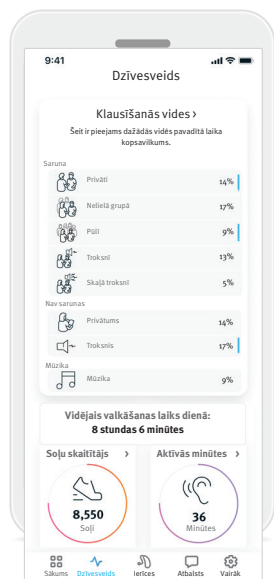 9:41
Dzīvesveids
Klausīšanās vides >
Šeit ir pieejams dažādās vidēs pavadītā laika
kopsavilkums.
Saruna
Privāti 14%
Nelielā grupā 17%
Pūlī 9%
Troksnī 13%
Skaļā troksnī 5%
Nav sarunas
Privātums 14%
Troksnis 17%
Mūzika
Mūzika 9%
Vidējais valkāšanas laiks dienā:
8 stundas 6 minūtes
Soļu skaitītājs > Aktīvās minūtes >
8,550 36
Soļi Minūtes
Sākums Dzīvesveids Ierīces Atbalsts Vairāk